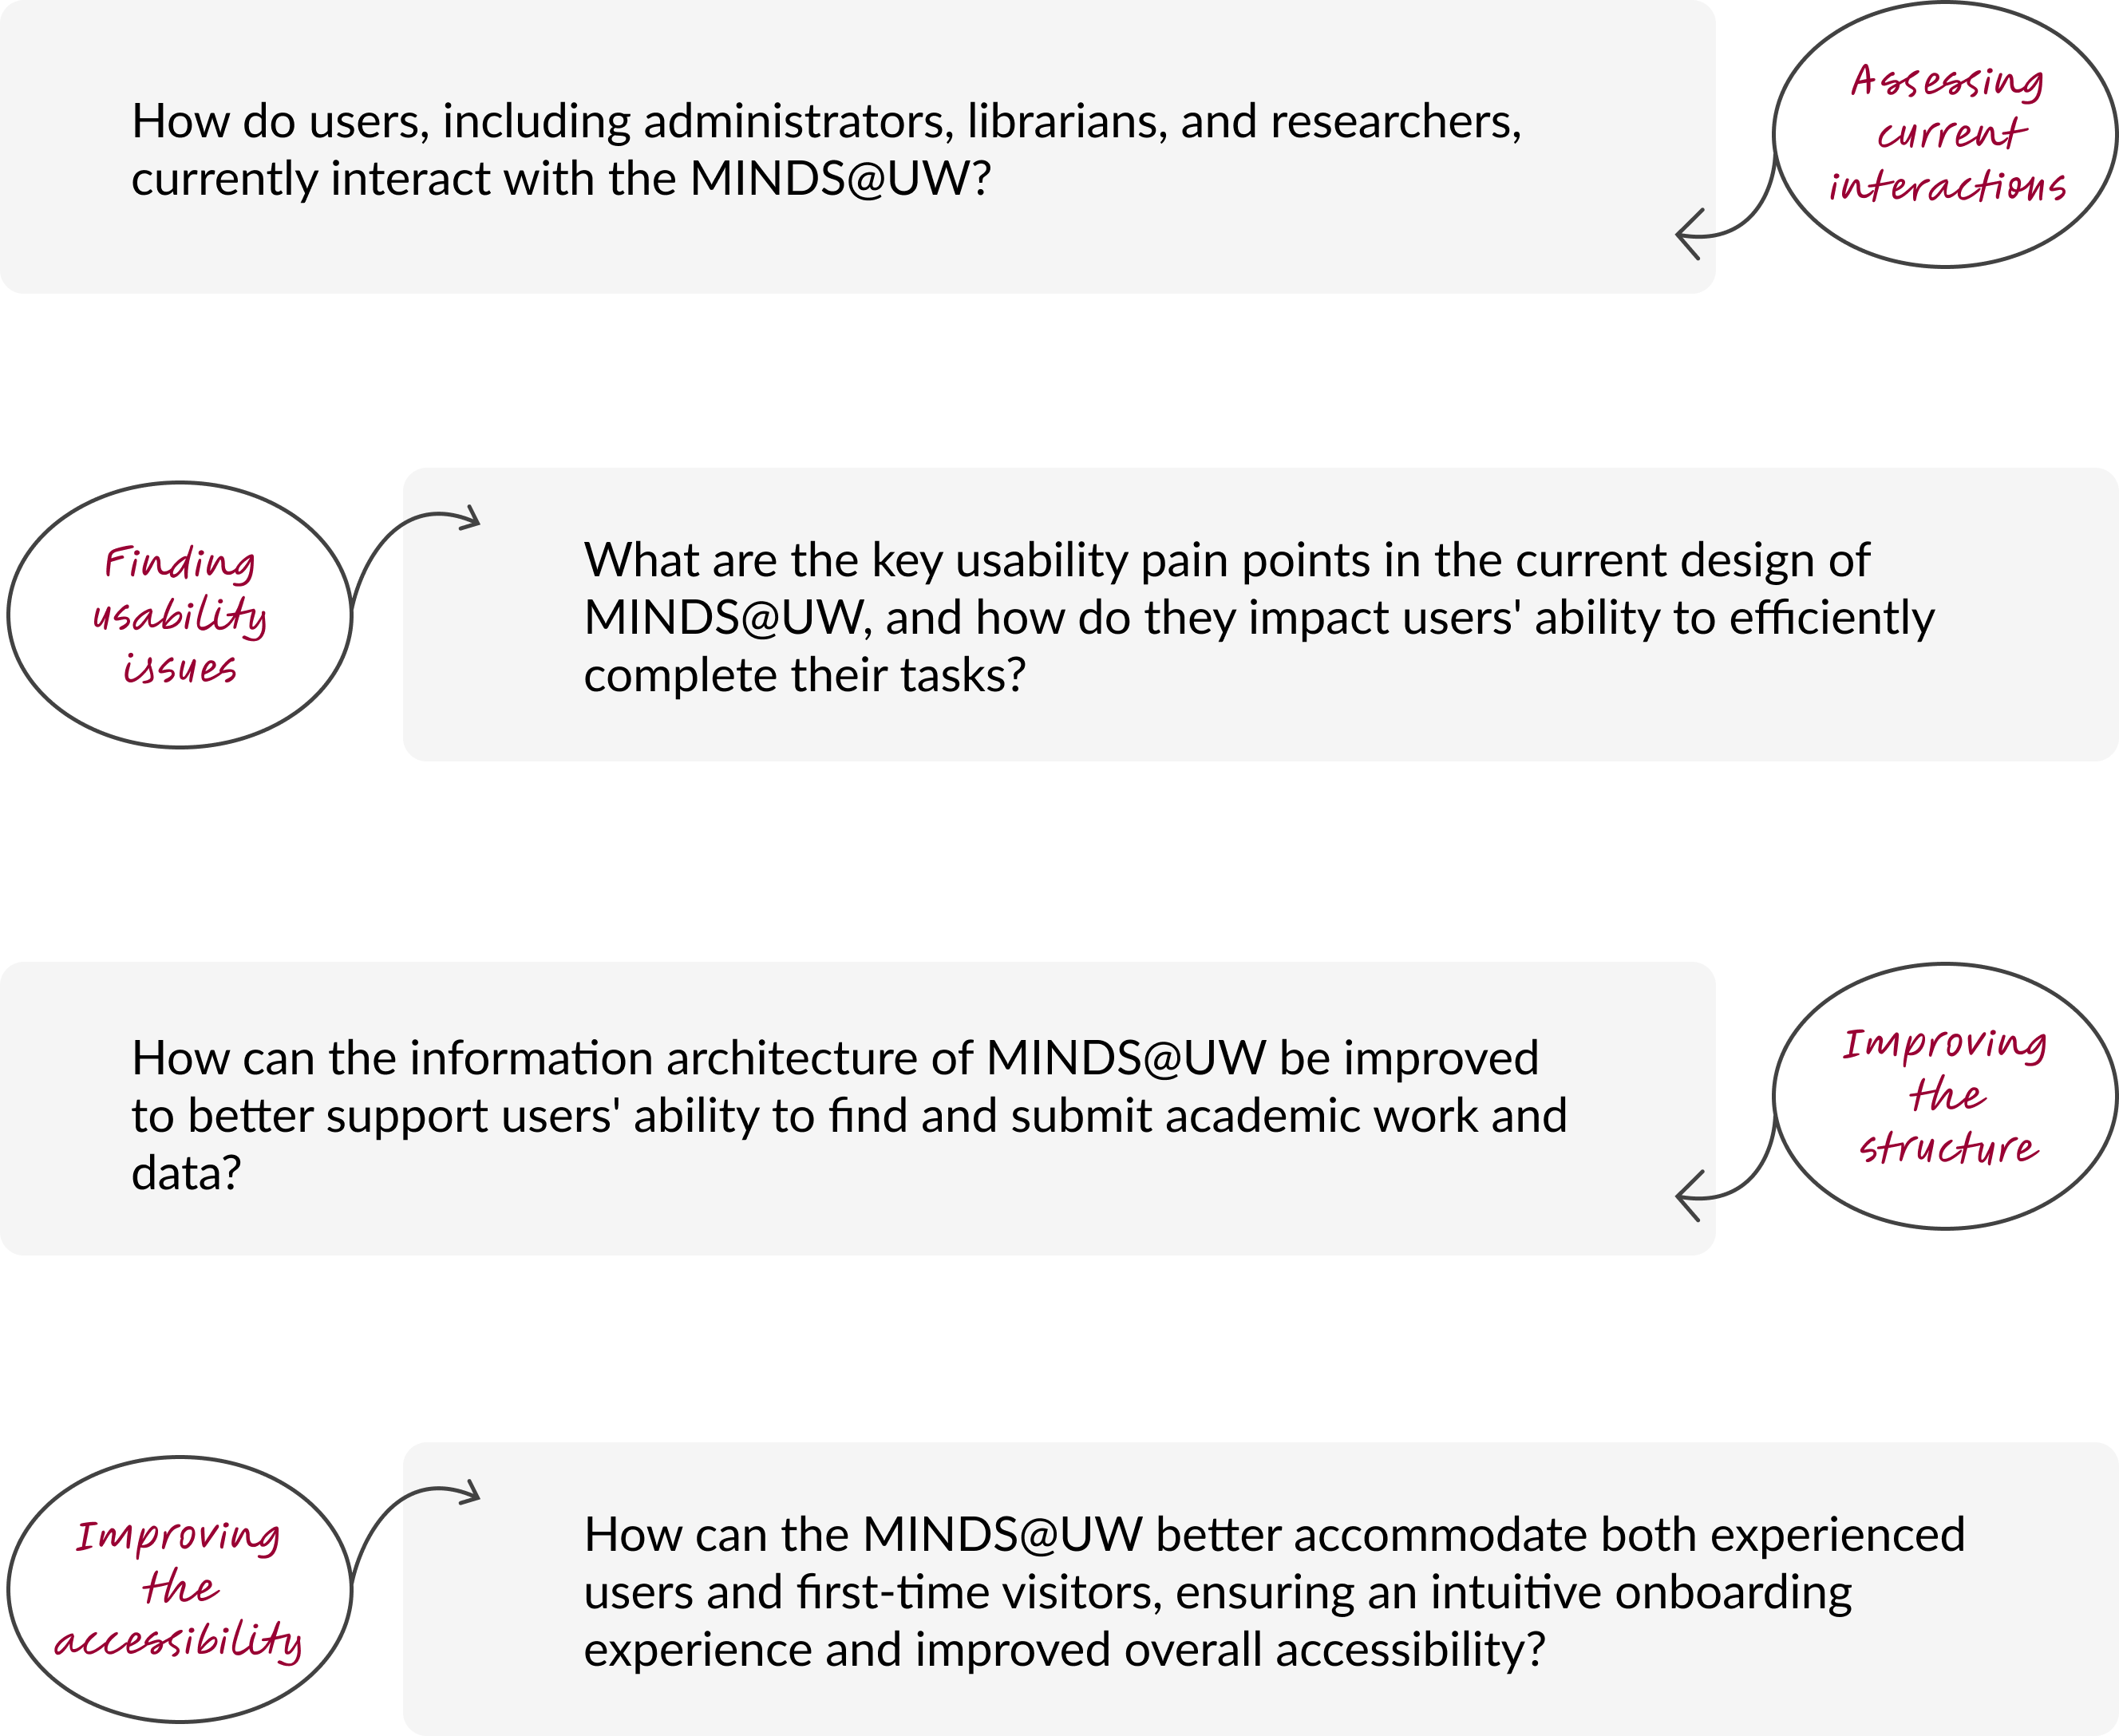 How do users, including administrators, librarians, and researchers,
currently interact with the MINDS@UW?
Assessing
current
interactions
Finding
usability
issues
What are the key usability pain points in the current design of
MINDS@UW, and how do they impact users' ability to efficiently
complete their tasks?
How can the information architecture of MINDS@UW be improved
to better support users' ability to find and submit academic work and
data?
Improving
the
structure
Improving
the
accessibility
How can the MINDS@UW better accommodate both experienced
users and first-time visitors, ensuring an intuitive onboarding
experience and improved overall accessibility?